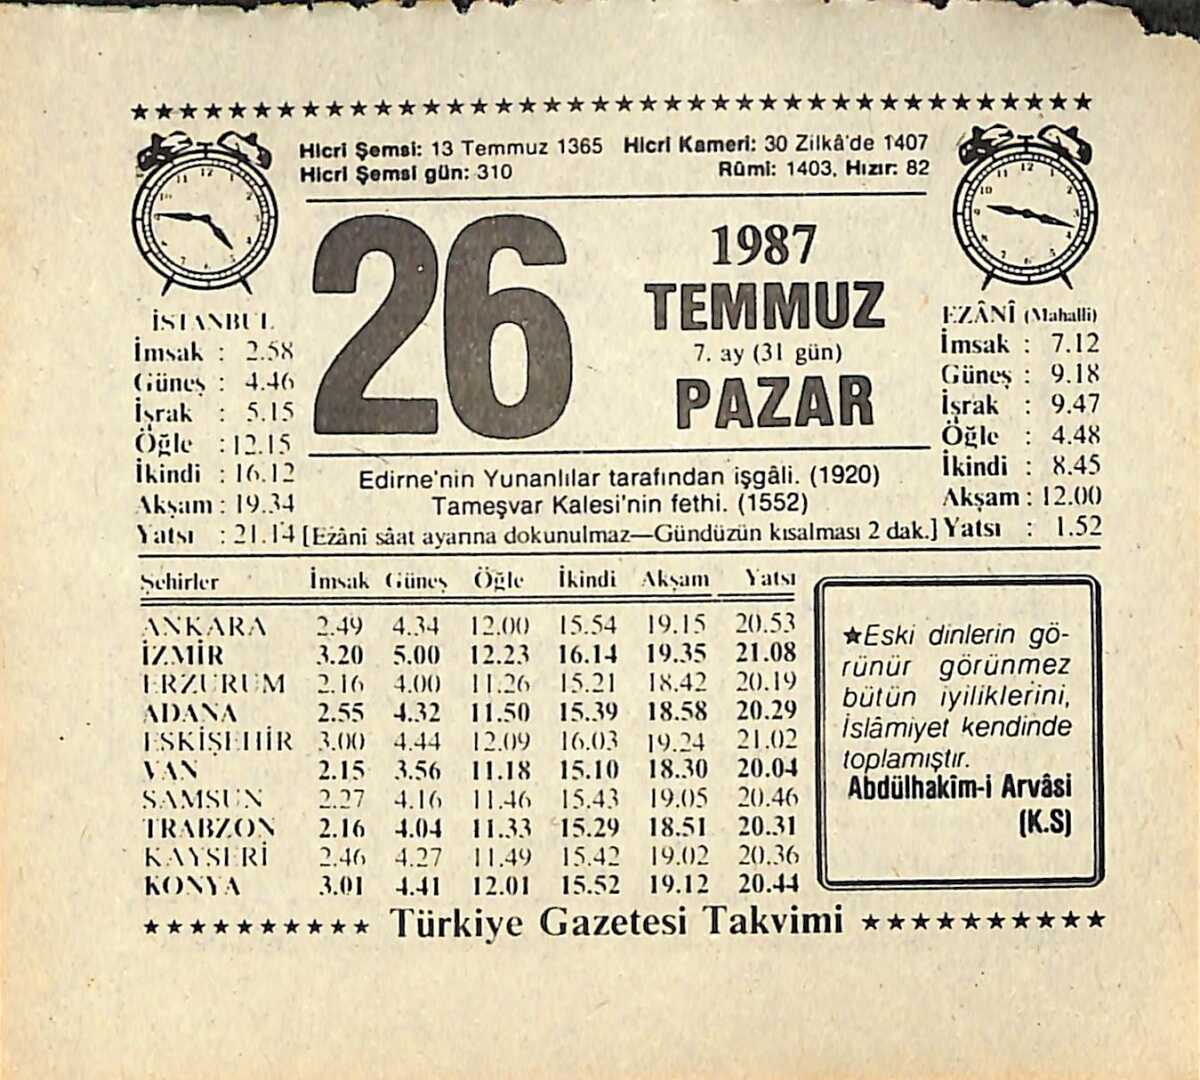 Hicri Şemsi: 13 Temmuz 1365 Hicri Kameri: 30 Zilkâ'de 1407
Hicri Şemsi gün: 310 Rûmi: 1403, Hızır: 82
26
1987
TEMMUZ
7. ay (31 gün)
PAZAR
İSTANBUL
İmsak : 2.58
Güneş : 4.46
İşrak : 5.15
Öğle : 12.15
İkindi : 16.12
Akşam : 19.34
Yatsı : 21.14
EZÂNÎ (Mahalli)
İmsak : 7.12
Güneş : 9.18
İşrak : 9.47
Öğle : 4.48
İkindi : 8.45
Akşam : 12.00
Yatsı : 1.52
Edirne'nin Yunanlılar tarafından işgâli. (1920)
Tameşvar Kalesi'nin fethi. (1552)
[Ezâni sâat ayarına dokunulmaz—Gündüzün kısalması 2 dak.]
Şehirler İmsak Güneş Öğle İkindi Akşam Yatsı
ANKARA 2.49 4.34 12.00 15.54 19.15 20.53
İZMİR 3.20 5.00 12.23 16.14 19.35 21.08
ERZURUM 2.16 4.00 11.26 15.21 18.42 20.19
ADANA 2.55 4.32 11.50 15.39 18.58 20.29
ESKİŞEHİR 3.00 4.44 12.09 16.03 19.24 21.02
VAN 2.15 3.56 11.18 15.10 18.30 20.04
SAMSUN 2.27 4.16 11.46 15.43 19.05 20.46
TRABZON 2.16 4.04 11.33 15.29 18.51 20.31
KAYSERİ 2.46 4.27 11.49 15.42 19.02 20.36
KONYA 3.01 4.41 12.01 15.52 19.12 20.44
★Eski dinlerin gö-
rünür görünmez
bütün iyiliklerini,
İslâmiyet kendinde
toplamıştır.
Abdülhakîm-i Arvâsi
(K.S)
Türkiye Gazetesi Takvimi